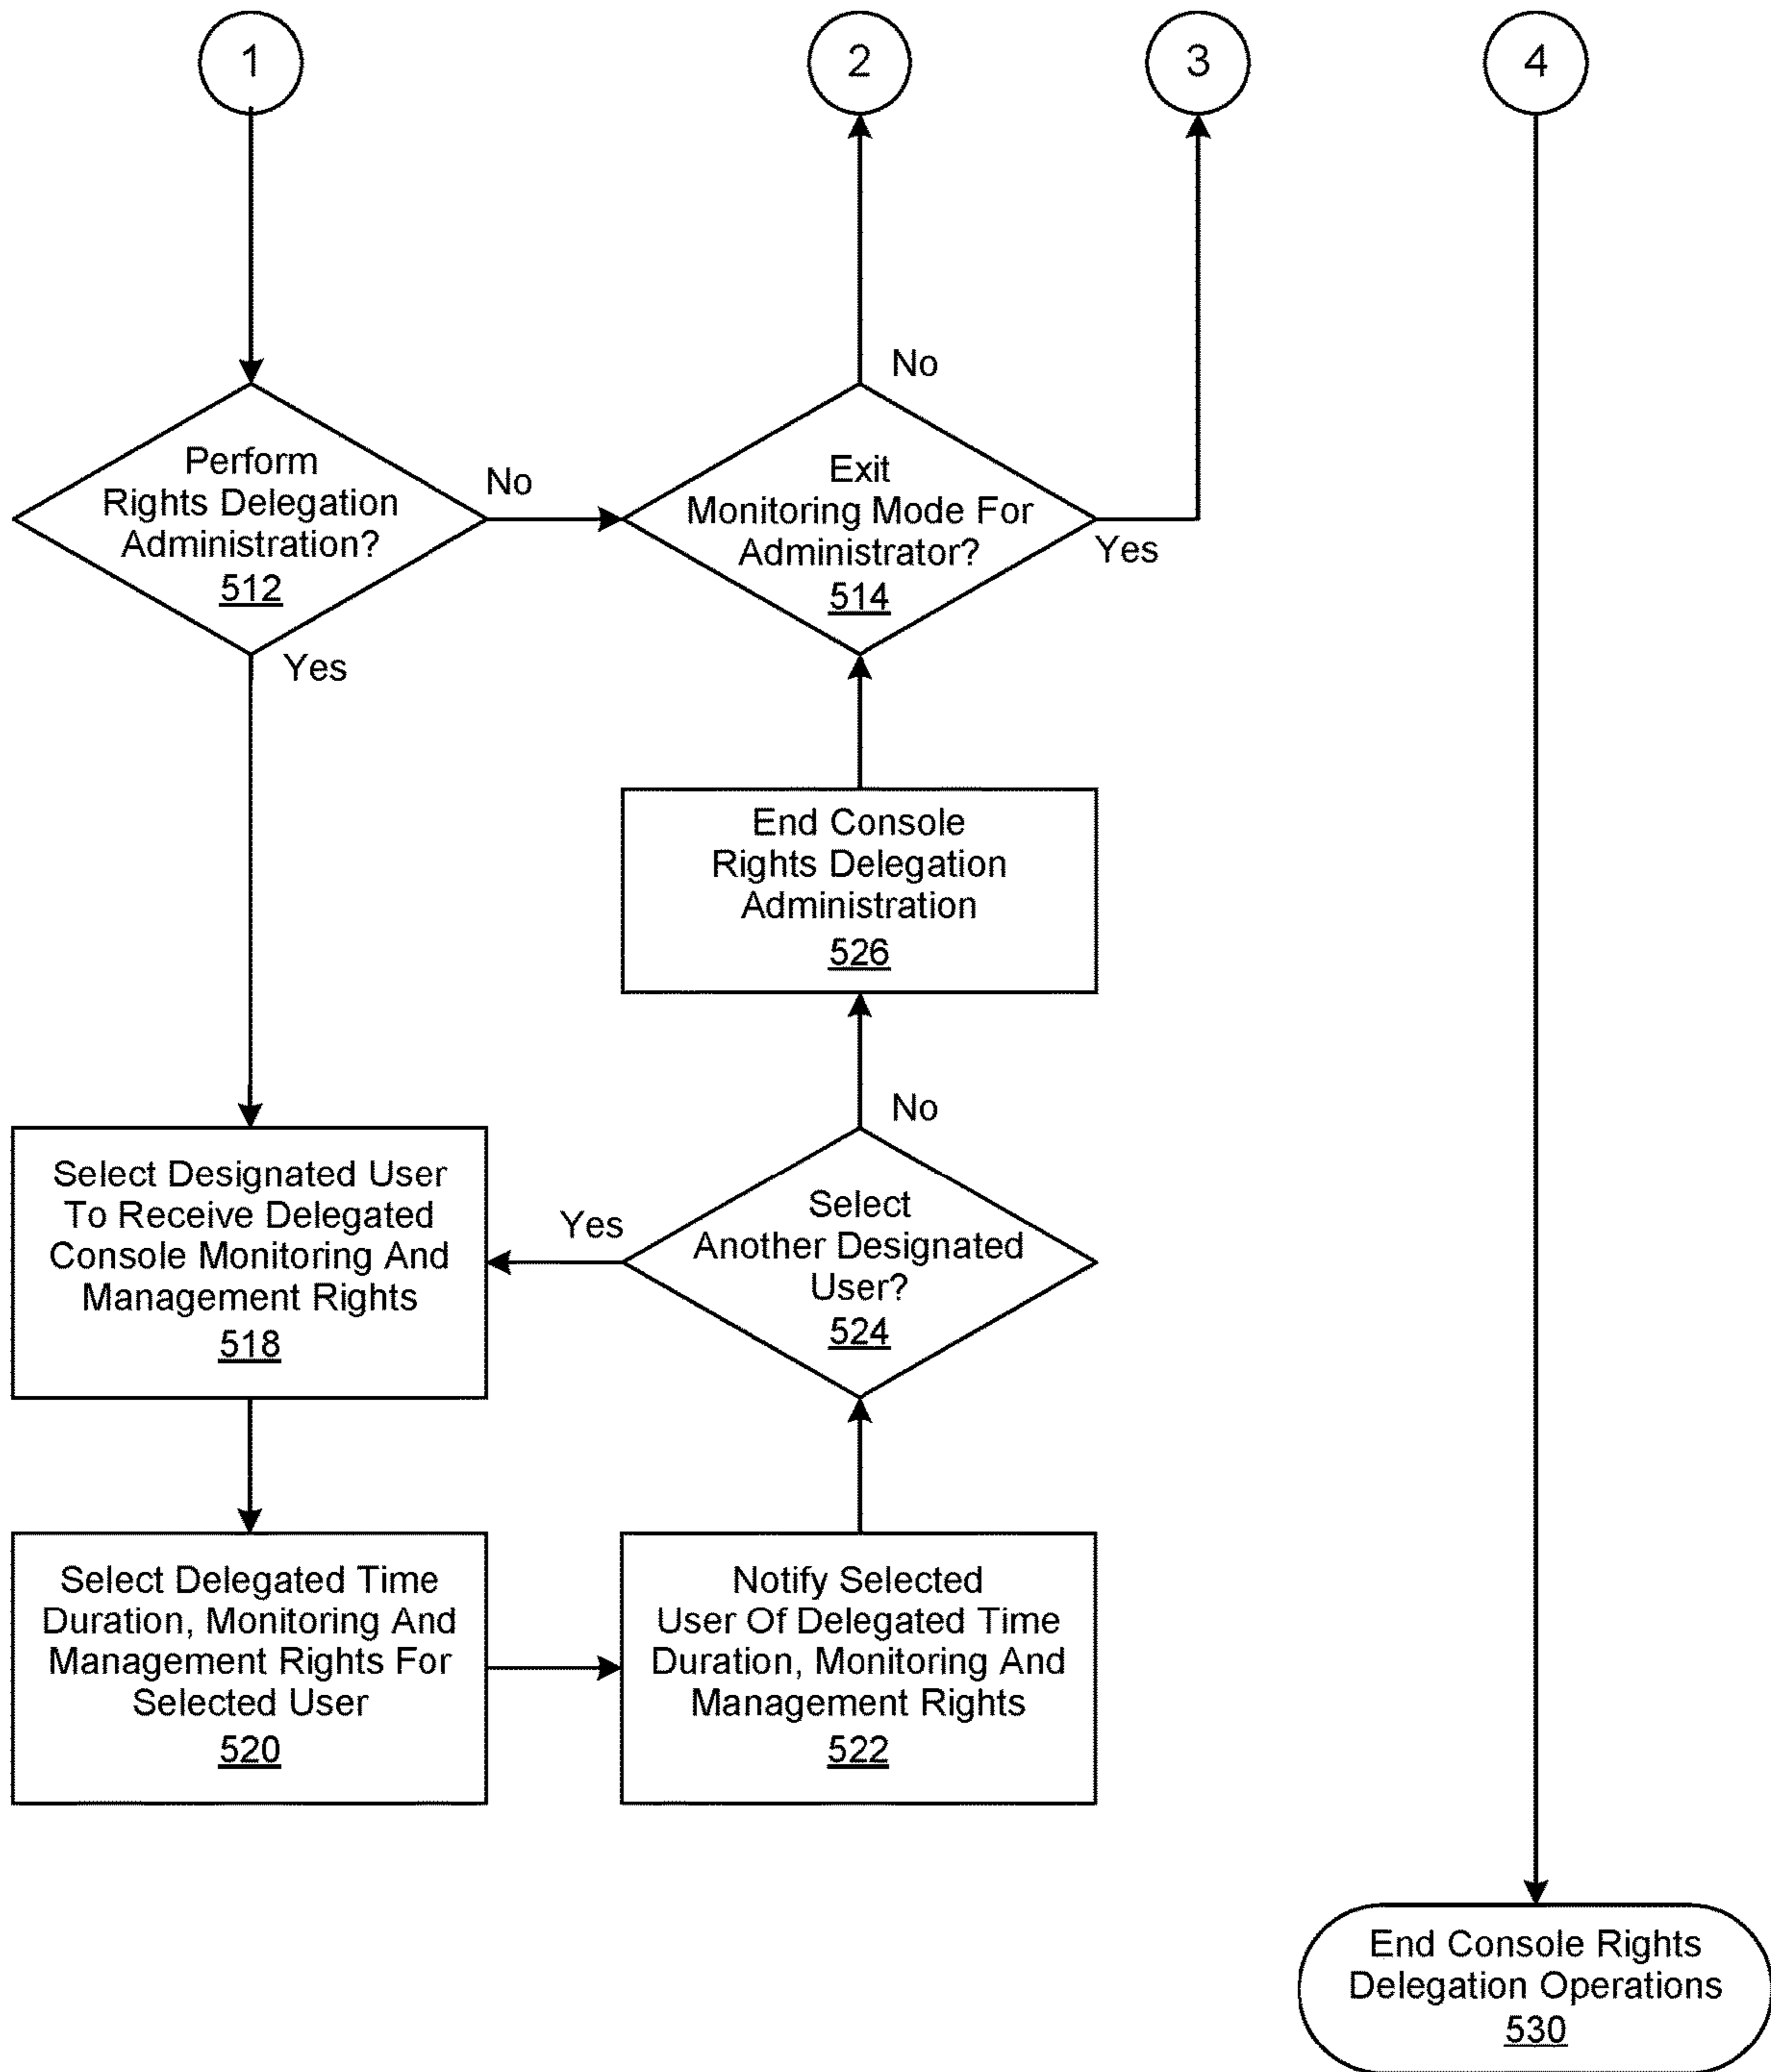 1
2
3
4
No
Perform
Rights Delegation
Administration?
512
No
Exit
Monitoring Mode For
Administrator?
514
Yes
Yes
End Console
Rights Delegation
Administration
526
No
Select Designated User
To Receive Delegated
Console Monitoring And
Management Rights
518
Yes
Select
Another Designated
User?
524
Select Delegated Time
Duration, Monitoring And
Management Rights For
Selected User
520
Notify Selected
User Of Delegated Time
Duration, Monitoring And
Management Rights
522
End Console Rights
Delegation Operations
530